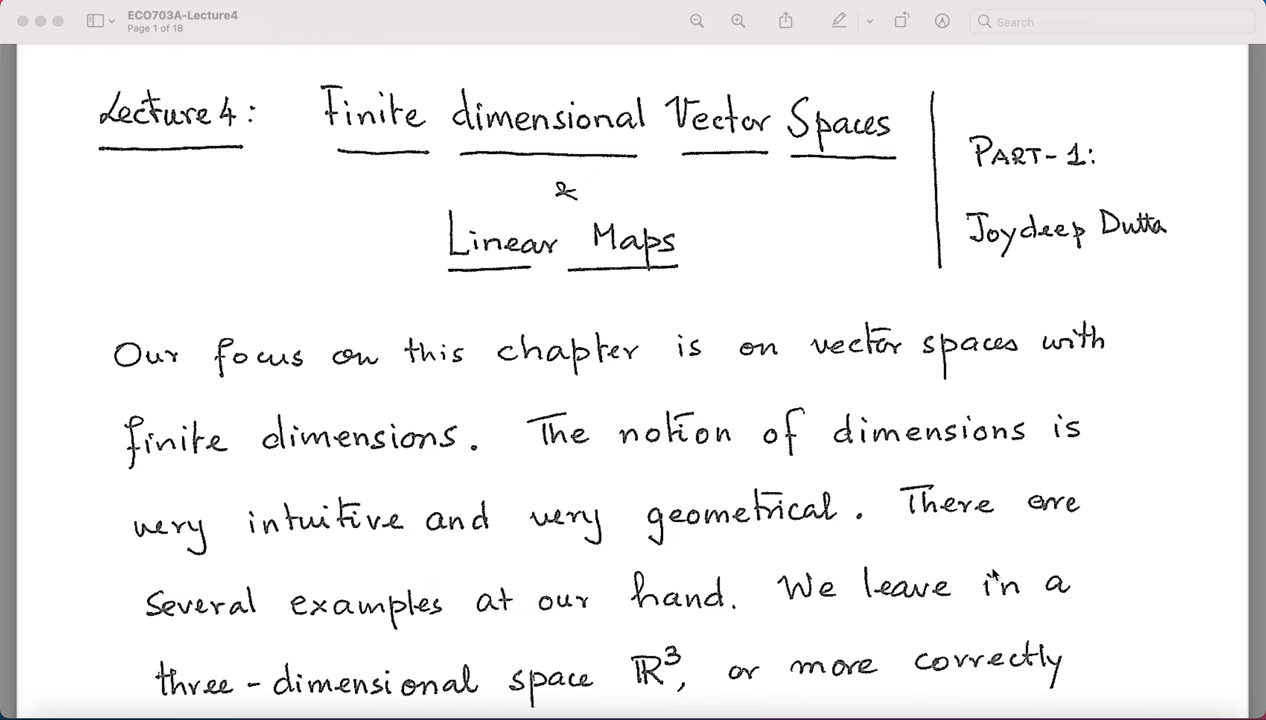 ECO703A-Lecture4
Page 1 of 18
Search
Lecture 4: Finite dimensional Vector Spaces
&
Linear Maps
PART-1:
Joydeep Dutta
Our focus on this chapter is on vector spaces with
finite dimensions. The notion of dimensions is
very intuitive and very geometrical. There are
several examples at our hand. We leave in a
three-dimensional space ℝ³, or more correctly